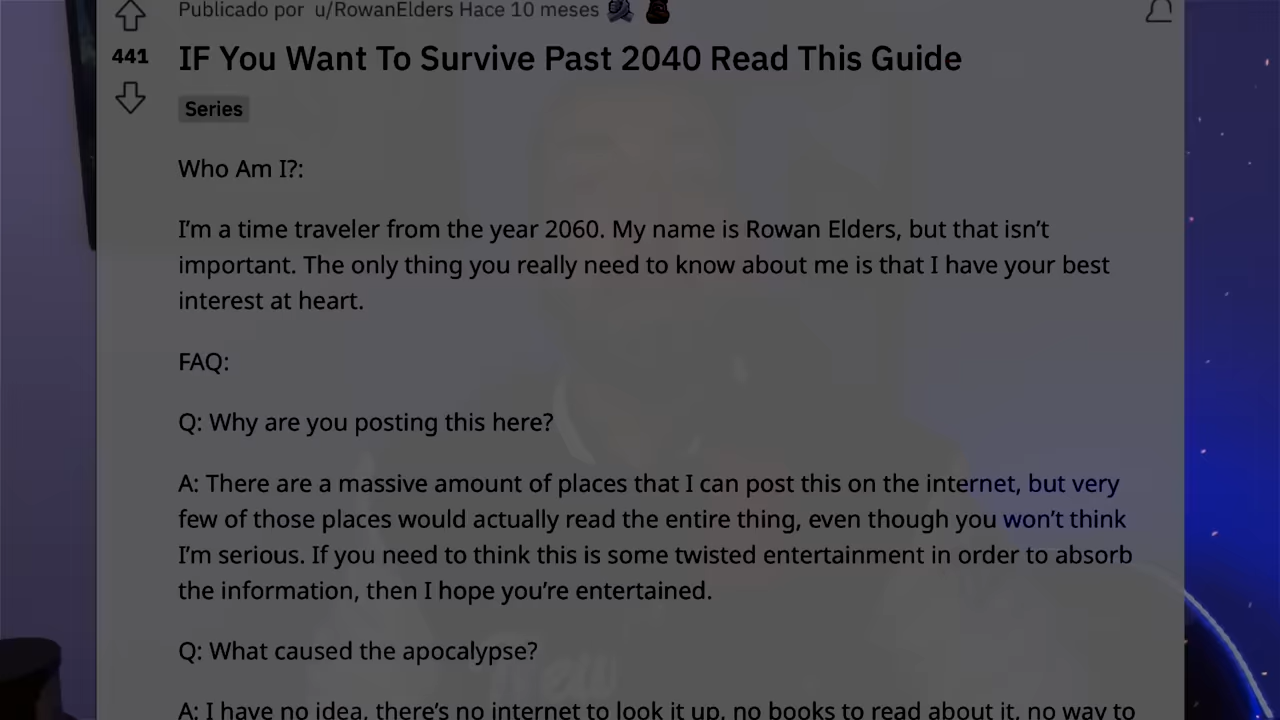 Publicado por u/RowanElders Hace 10 meses
441
IF You Want To Survive Past 2040 Read This Guide
Series
Who Am I?:
I’m a time traveler from the year 2060. My name is Rowan Elders, but that isn’t
important. The only thing you really need to know about me is that I have your best
interest at heart.
FAQ:
Q: Why are you posting this here?
A: There are a massive amount of places that I can post this on the internet, but very
few of those places would actually read the entire thing, even though you won’t think
I’m serious. If you need to think this is some twisted entertainment in order to absorb
the information, then I hope you’re entertained.
Q: What caused the apocalypse?
A: I have no idea, there’s no internet to look it up, no books to read about it, no way to
New